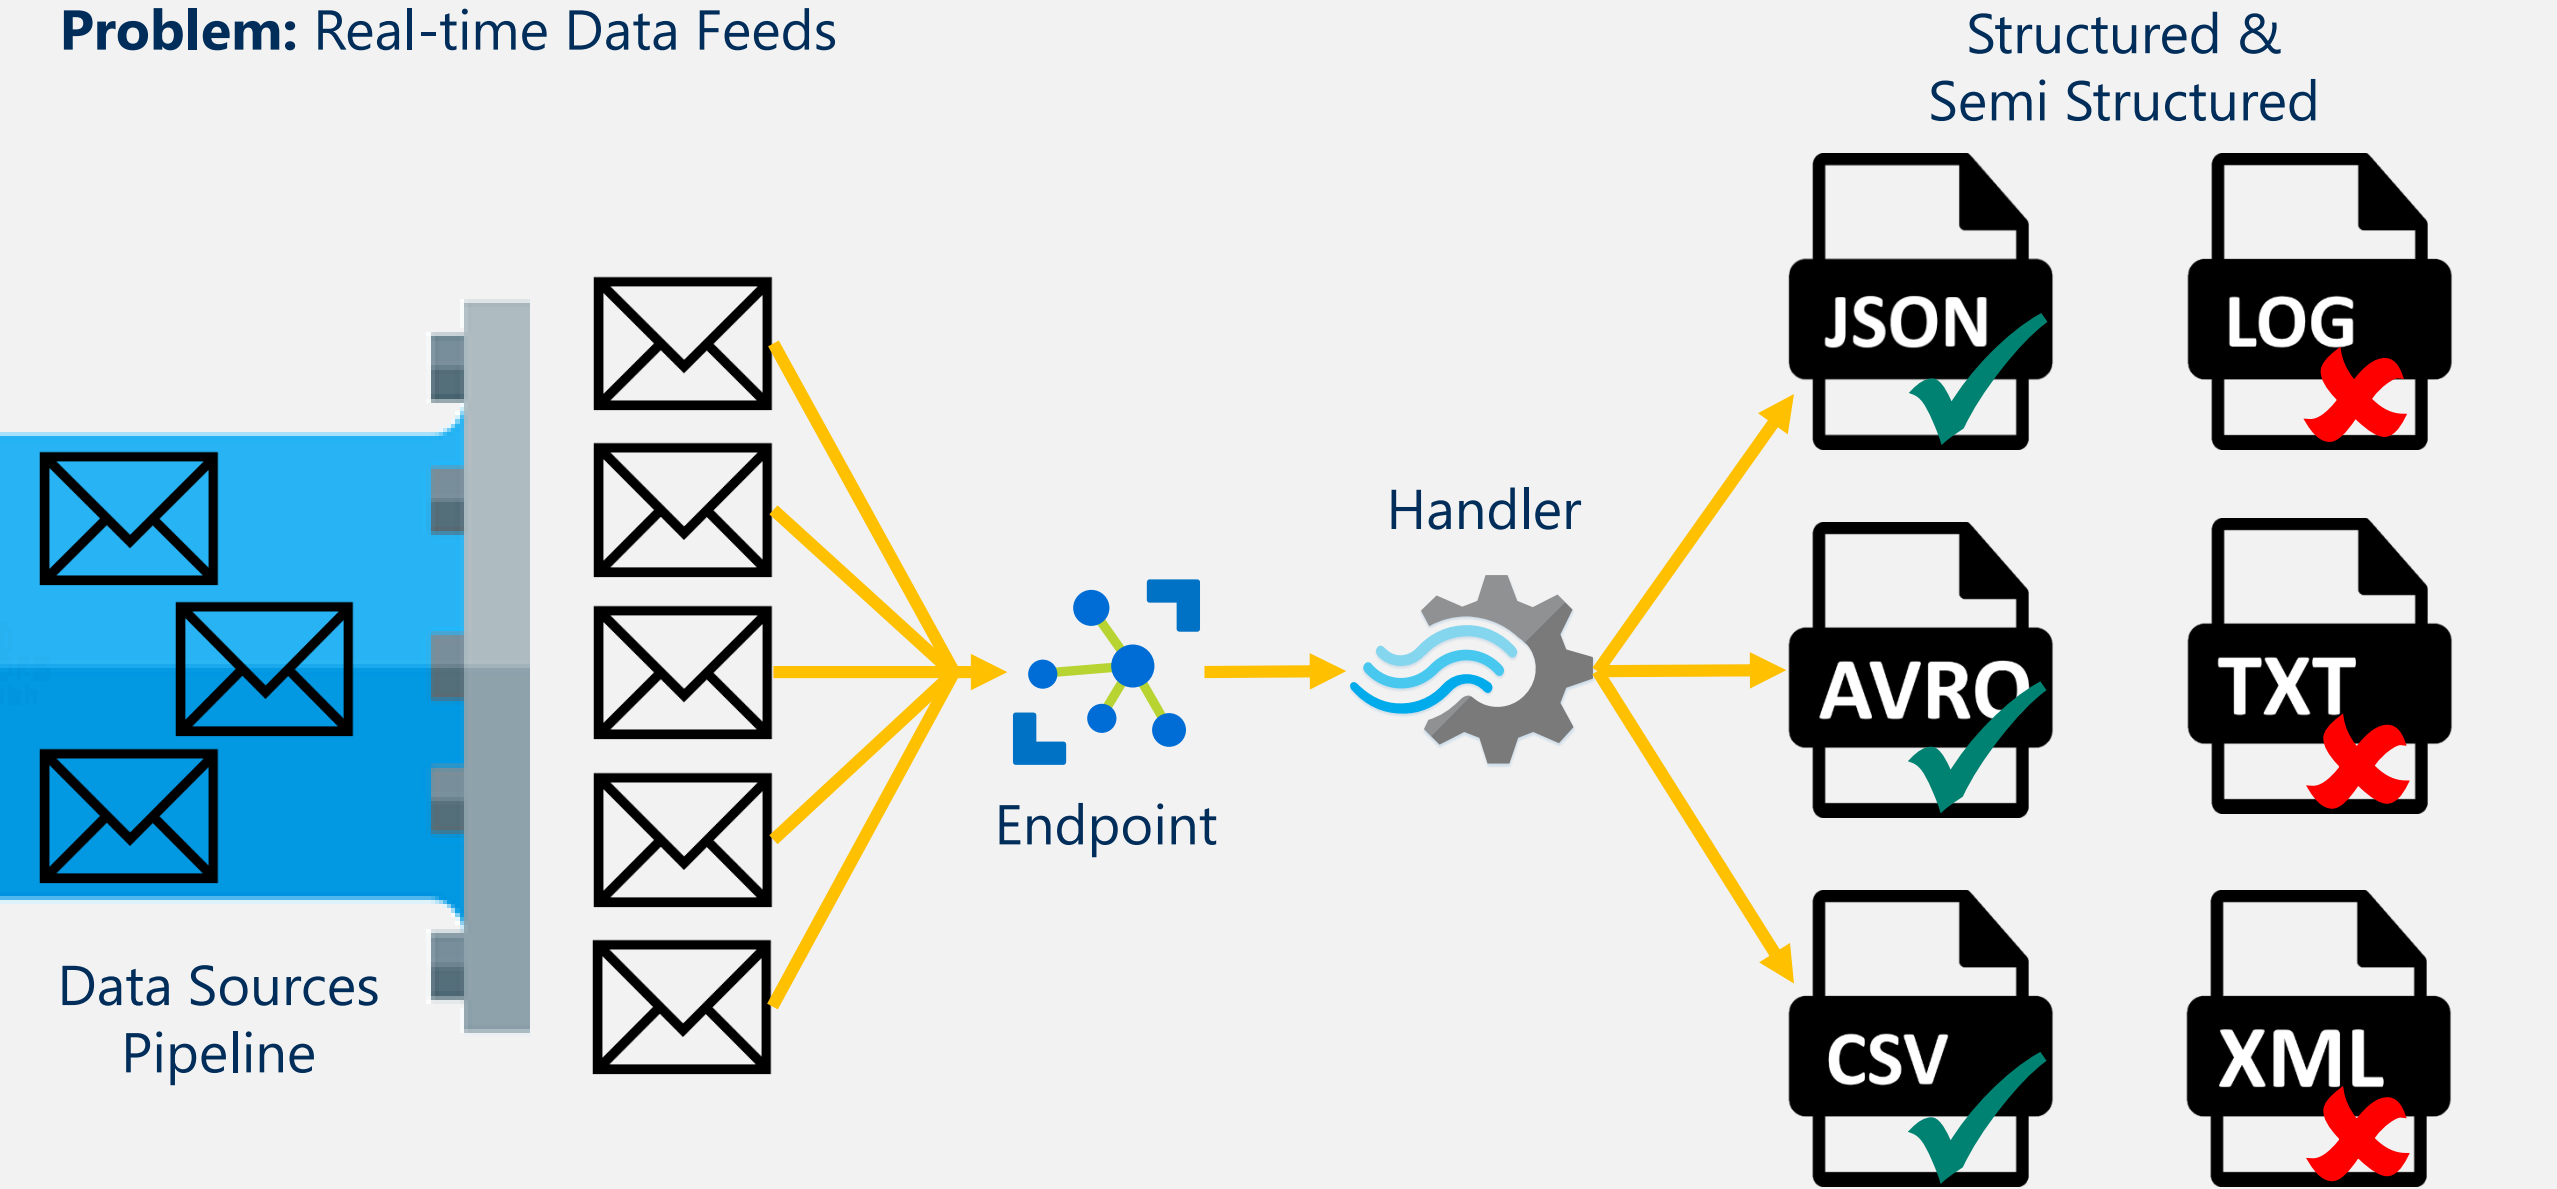 Problem: Real-time Data Feeds
Structured &
Semi Structured
JSON
LOG
Handler
AVRO
TXT
Endpoint
Data Sources
Pipeline
CSV
XML